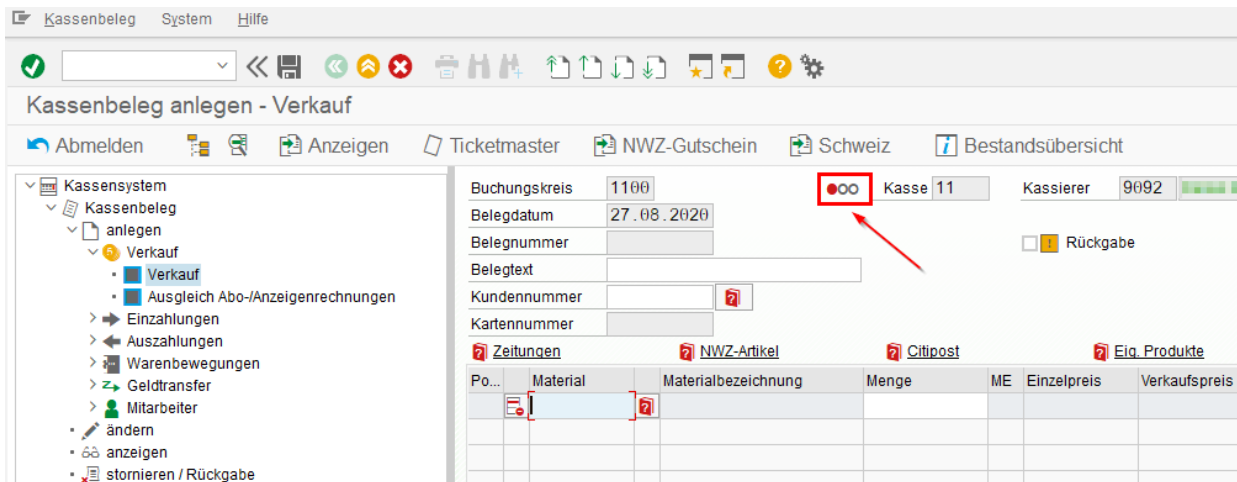 Kassenbeleg System Hilfe
Kassenbeleg anlegen - Verkauf
Abmelden Anzeigen Ticketmaster NWZ-Gutschein Schweiz Bestandsübersicht
Kassensystem
Kassenbeleg
anlegen
Verkauf
Verkauf
Ausgleich Abo-/Anzeigenrechnungen
Einzahlungen
Auszahlungen
Warenbewegungen
Geldtransfer
Mitarbeiter
ändern
anzeigen
stornieren / Rückgabe
Buchungskreis 1100 Kasse 11 Kassierer 9092
Belegdatum 27.08.2020
Belegnummer Rückgabe
Belegtext
Kundennummer
Kartennummer
Zeitungen NWZ-Artikel Citipost Eig. Produkte
Po... Material Materialbezeichnung Menge ME Einzelpreis Verkaufspreis